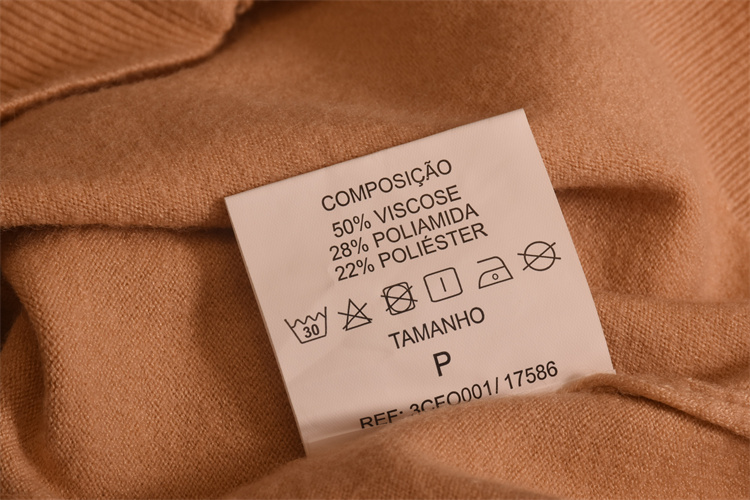 COMPOSIÇÃO
50% VISCOSE
28% POLIAMIDA
22% POLIÉSTER
30
TAMANHO
P
REF: 3CFO001/17586